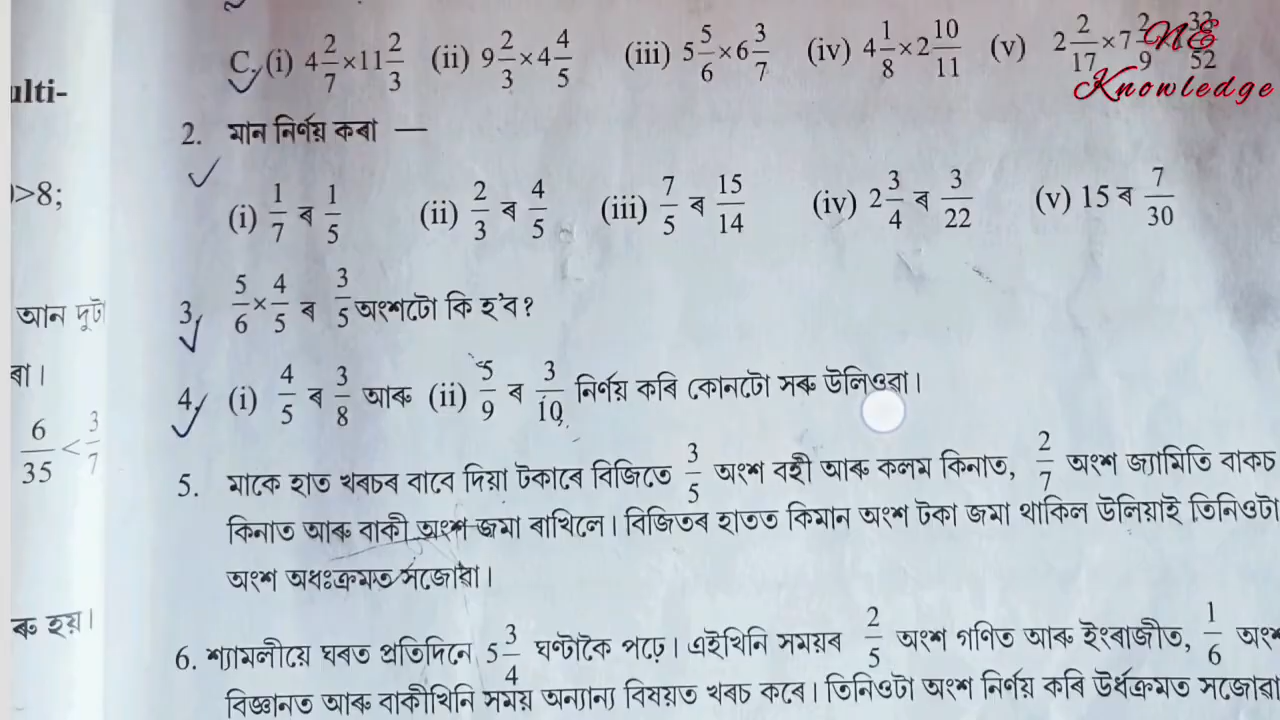 C. (i) 4 2/7 × 11 2/3 (ii) 9 2/3 × 4 4/5 (iii) 5 5/6 × 6 3/7 (iv) 4 1/8 × 2 10/11 (v) 2 2/17 × 7 2/9 33/52
NE
Knowledge
2. মান নিৰ্ণয় কৰা —
(i) 1/7 ৰ 1/5 (ii) 2/3 ৰ 4/5 (iii) 7/5 ৰ 15/14 (iv) 2 3/4 ৰ 3/22 (v) 15 ৰ 7/30
3. 5/6 × 4/5 ৰ 3/5 অংশটো কি হ'ব?
4. (i) 4/5 ৰ 3/8 আৰু (ii) 5/9 ৰ 3/10 নিৰ্ণয় কৰি কোনটো সৰু উলিওৱা।
5. মাকে হাত খৰচৰ বাবে দিয়া টকাৰে বিজিতে 3/5 অংশ বহী আৰু কলম কিনাত, 2/7 অংশ জ্যামিতি বাকচ
কিনাত আৰু বাকী অংশ জমা ৰাখিলে। বিজিতৰ হাতত কিমান অংশ টকা জমা থাকিল উলিয়াই তিনিওটা
অংশ অধঃক্ৰমত সজোৱা।
6. শ্যামলীয়ে ঘৰত প্ৰতিদিনে 5 3/4 ঘণ্টাকৈ পঢ়ে। এইখিনি সময়ৰ 2/5 অংশ গণিত আৰু ইংৰাজীত, 1/6 অংশ
বিজ্ঞানত আৰু বাকীখিনি সময় অন্যান্য বিষয়ত খৰচ কৰে। তিনিওটা অংশ নিৰ্ণয় কৰি উৰ্ধক্ৰমত সজোৱা
ulti-
)>8;
আন দুটা
ৰা।
6/35 < 3/7
ৰু হয়।